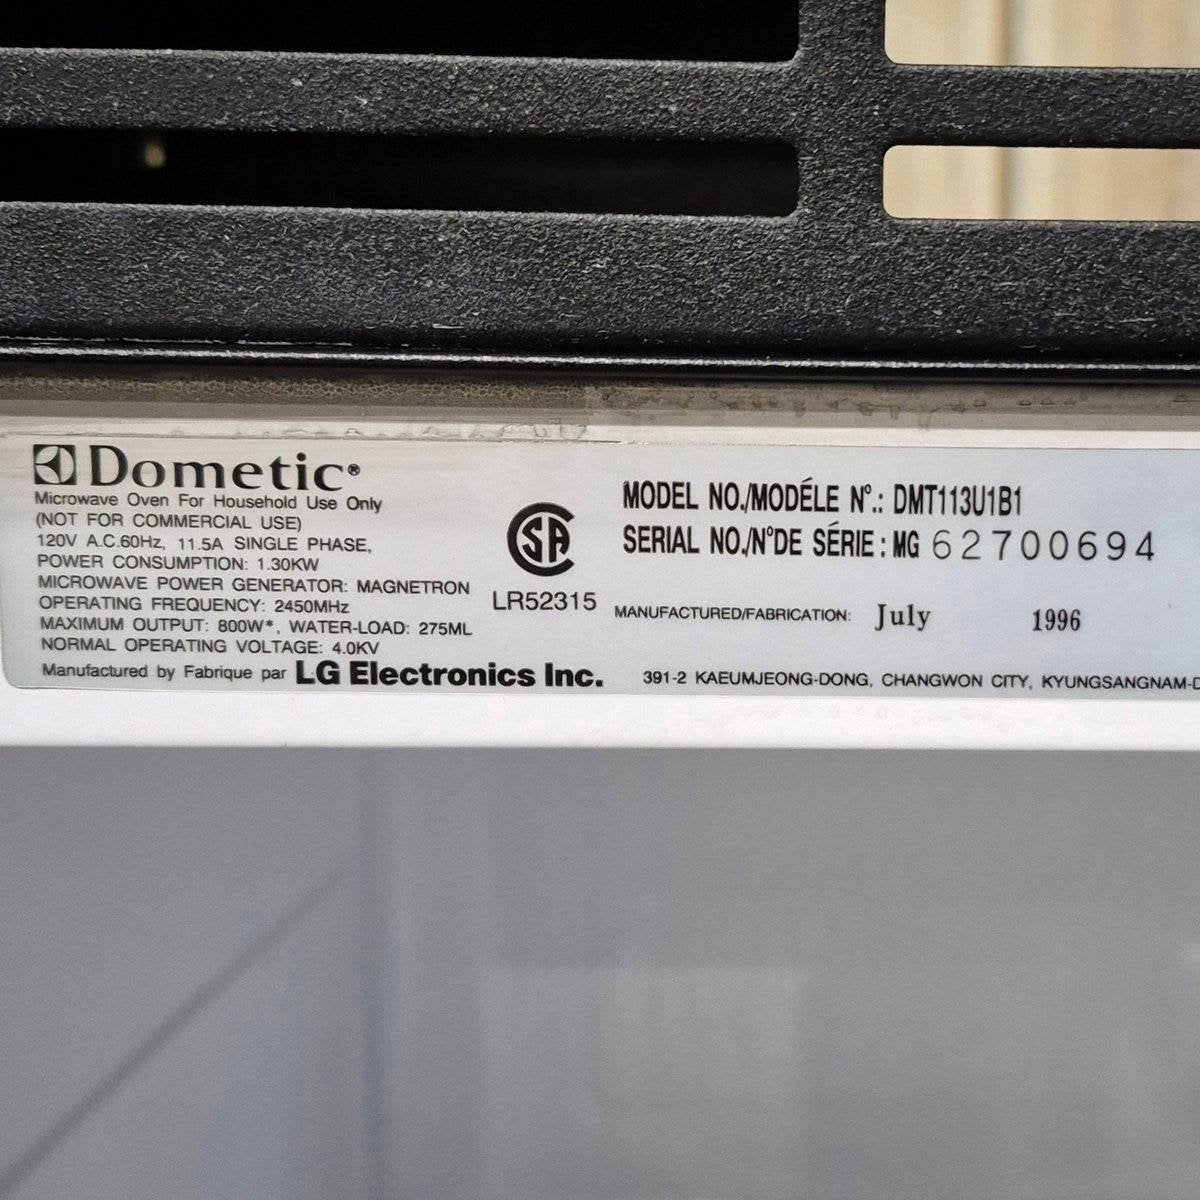 Dometic®
Microwave Oven For Household Use Only
(NOT FOR COMMERCIAL USE)
120V A.C.60Hz, 11.5A SINGLE PHASE,
POWER CONSUMPTION: 1.30KW
MICROWAVE POWER GENERATOR: MAGNETRON
OPERATING FREQUENCY: 2450MHz
MAXIMUM OUTPUT: 800W*, WATER-LOAD: 275ML
NORMAL OPERATING VOLTAGE: 4.0KV
Manufactured by Fabrique par LG Electronics Inc.
SA
LR52315
MODEL NO./MODÉLE N°.: DMT113U1B1
SERIAL NO./N°DE SÉRIE: MG 62700694
MANUFACTURED/FABRICATION: July 1996
391-2 KAEUMJEONG-DONG, CHANGWON CITY, KYUNGSANGNAM-D